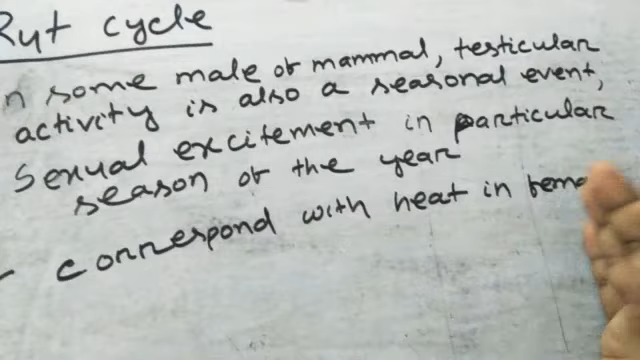 Rut cycle
n some male of mammal, testicular
activity is also a seasonal event,
Sexual excitement in particular
season of the year
- correspond with heat in